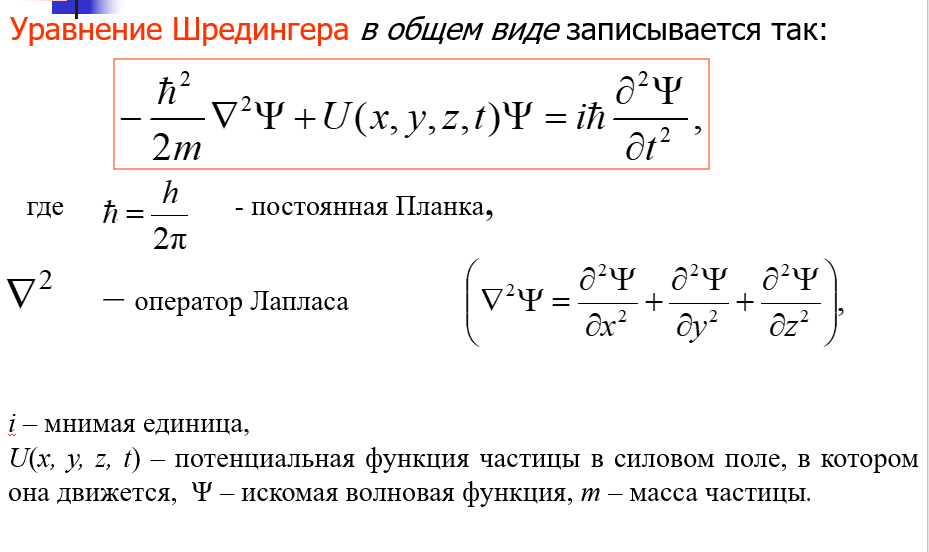 Уравнение Шредингера в общем виде записывается так:
−ħ²/2m ∇²Ψ + U(x, y, z, t)Ψ = iħ ∂²Ψ/∂t²,
где ħ = h/2π - постоянная Планка,
∇² — оператор Лапласа (∇²Ψ = ∂²Ψ/∂x² + ∂²Ψ/∂y² + ∂²Ψ/∂z²),
i – мнимая единица,
U(x, y, z, t) – потенциальная функция частицы в силовом поле, в котором
она движется, Ψ – искомая волновая функция, m – масса частицы.